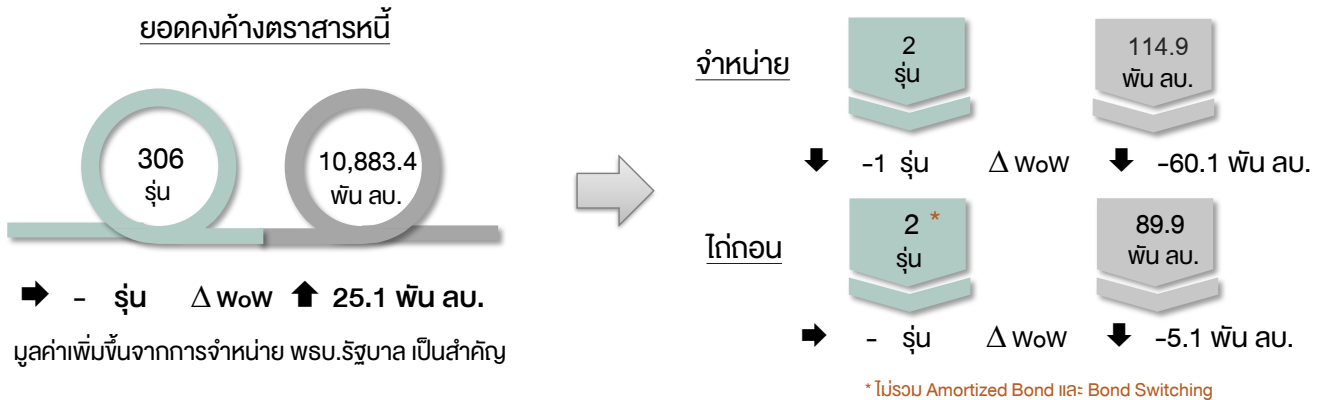 ยอดคงค้างตราสารหนี้
306
รุ่น
10,883.4
พัน ลบ.
- รุ่น Δ WoW 25.1 พัน ลบ.
มูลค่าเพิ่มขึ้นจากการจำหน่าย พธบ.รัฐบาล เป็นสำคัญ
จำหน่าย
2
รุ่น
114.9
พัน ลบ.
-1 รุ่น Δ WoW -60.1 พัน ลบ.
ไถ่ถอน
2 *
รุ่น
89.9
พัน ลบ.
- รุ่น Δ WoW -5.1 พัน ลบ.
* ไม่รวม Amortized Bond และ Bond Switching